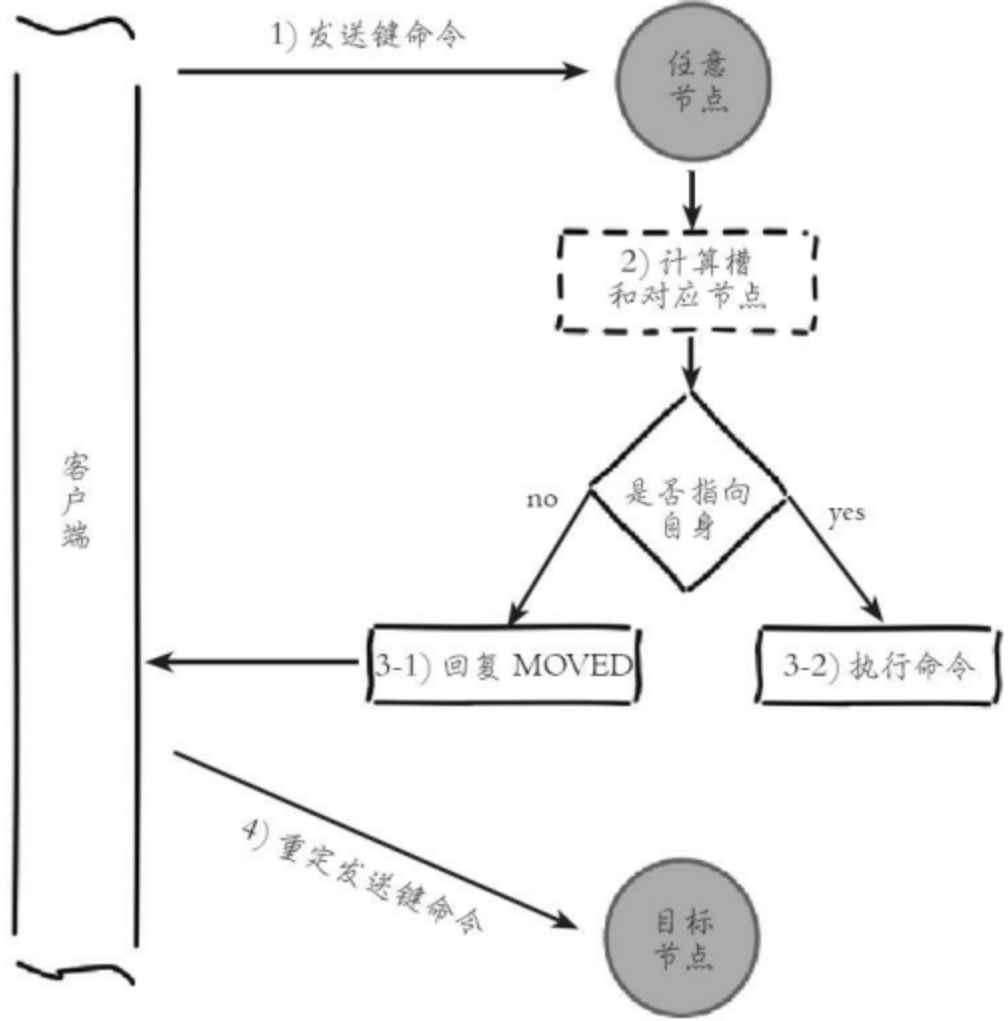 1) 发送键命令
任意
节点
2) 计算槽
和对应节点
客户端
no
是否指向
自身
yes
3-1) 回复 MOVED
3-2) 执行命令
4) 重定发送键命令
目标
节点